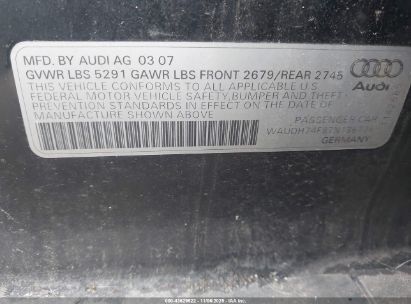 MFD. BY AUDI AG 03 07
GVWR LBS 5291 GAWR LBS FRONT 2679/REAR 2745
THIS VEHICLE CONFORMS TO ALL APPLICABLE U.S
FEDERAL MOTOR VEHICLE SAFETY, BUMPER AND THEFT-
PREVENTION STANDARDS IN EFFECT ON THE DATE OF
MANUFACTURE SHOWN ABOVE
Audi
PASSENGER CAR
GERMANY